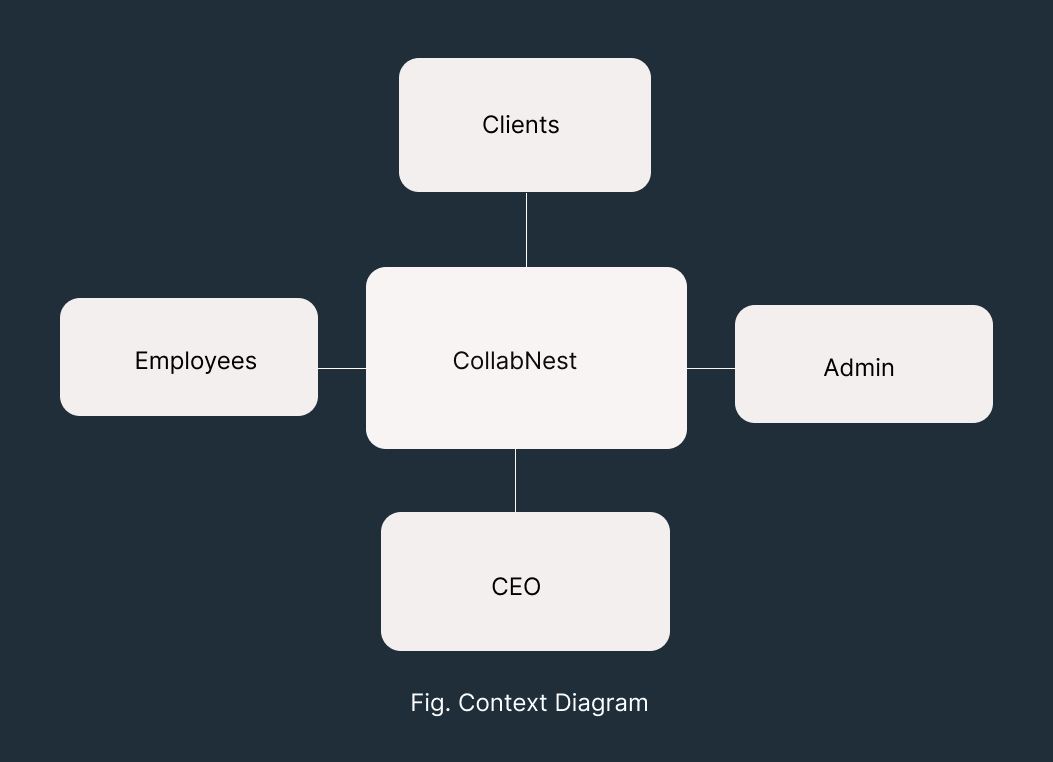 Clients
Employees
CollabNest
Admin
CEO
Fig. Context Diagram